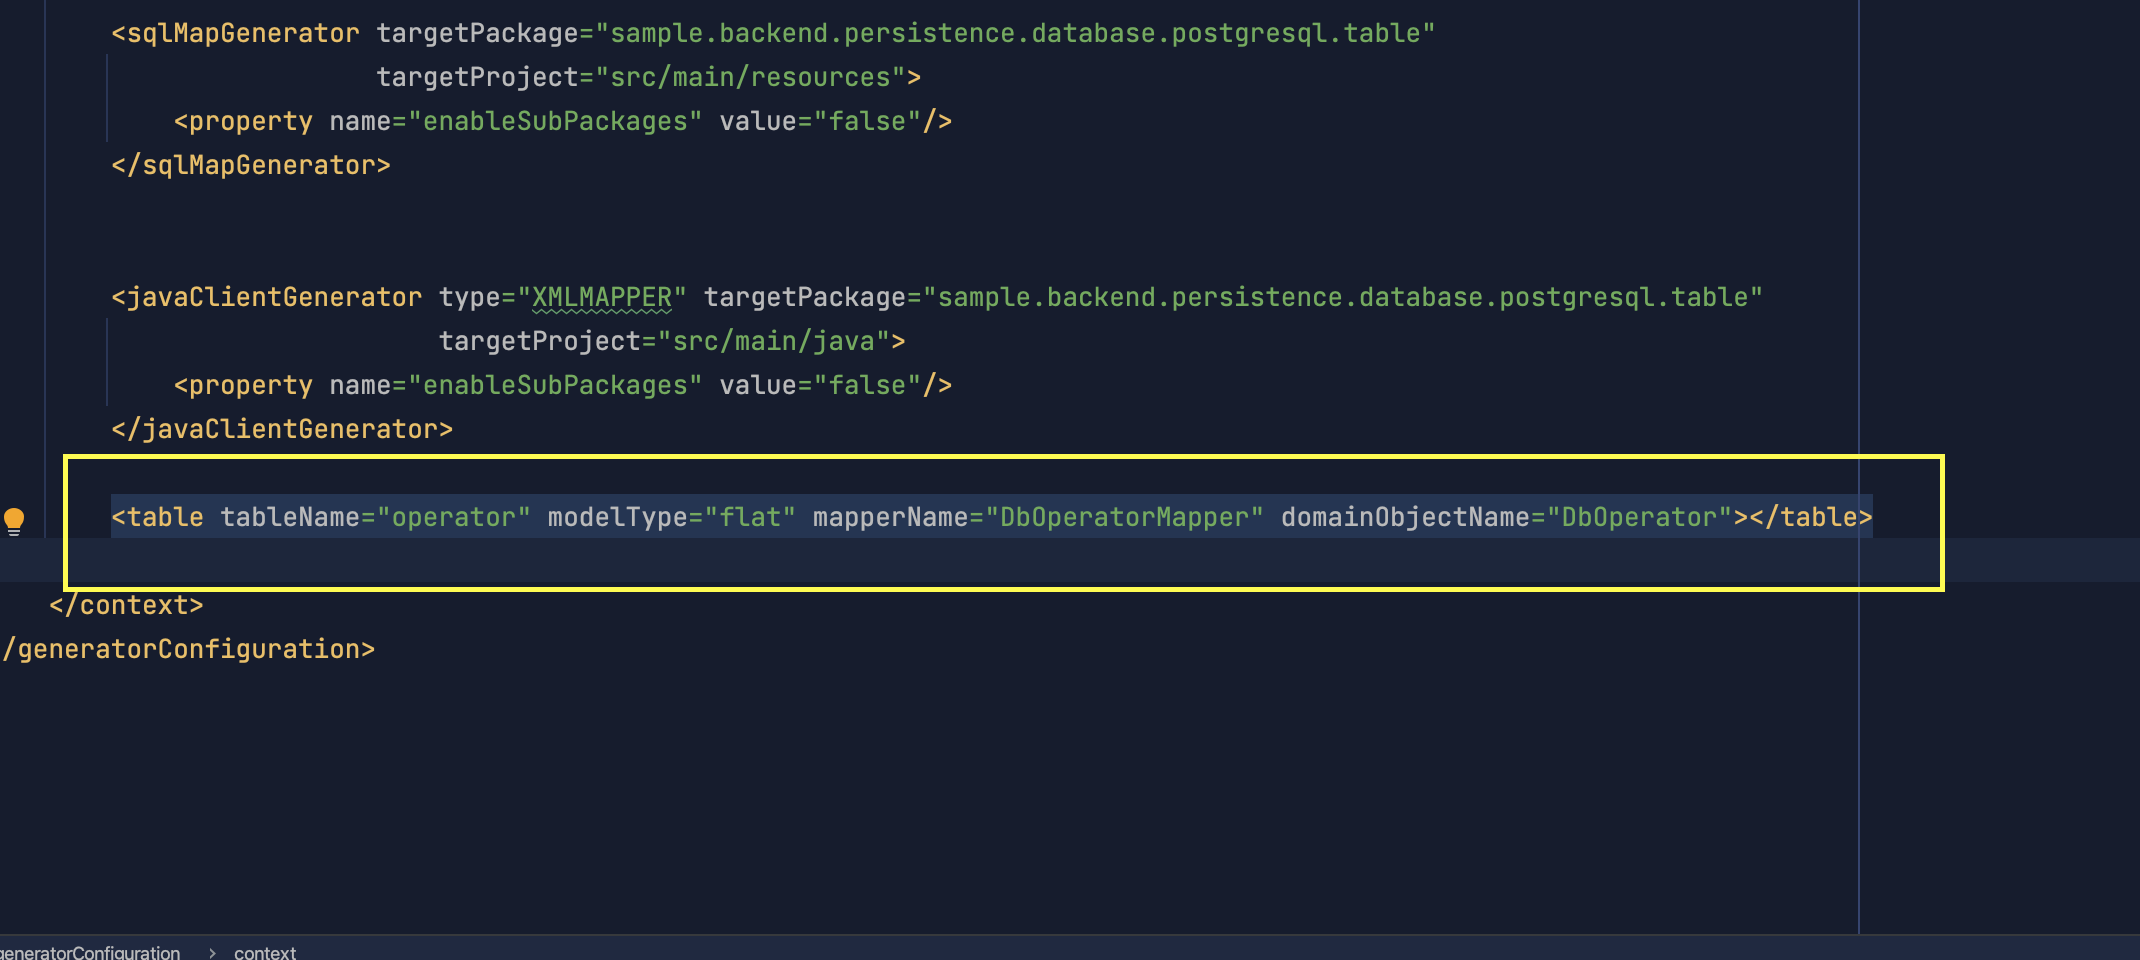 <sqlMapGenerator targetPackage="sample.backend.persistence.database.postgresql.table"
targetProject="src/main/resources">
<property name="enableSubPackages" value="false"/>
</sqlMapGenerator>
<javaClientGenerator type="XMLMAPPER" targetPackage="sample.backend.persistence.database.postgresql.table"
targetProject="src/main/java">
<property name="enableSubPackages" value="false"/>
</javaClientGenerator>
<table tableName="operator" modelType="flat" mapperName="DbOperatorMapper" domainObjectName="DbOperator"></table>
</context>
/generatorConfiguration>
generatorConfiguration > context